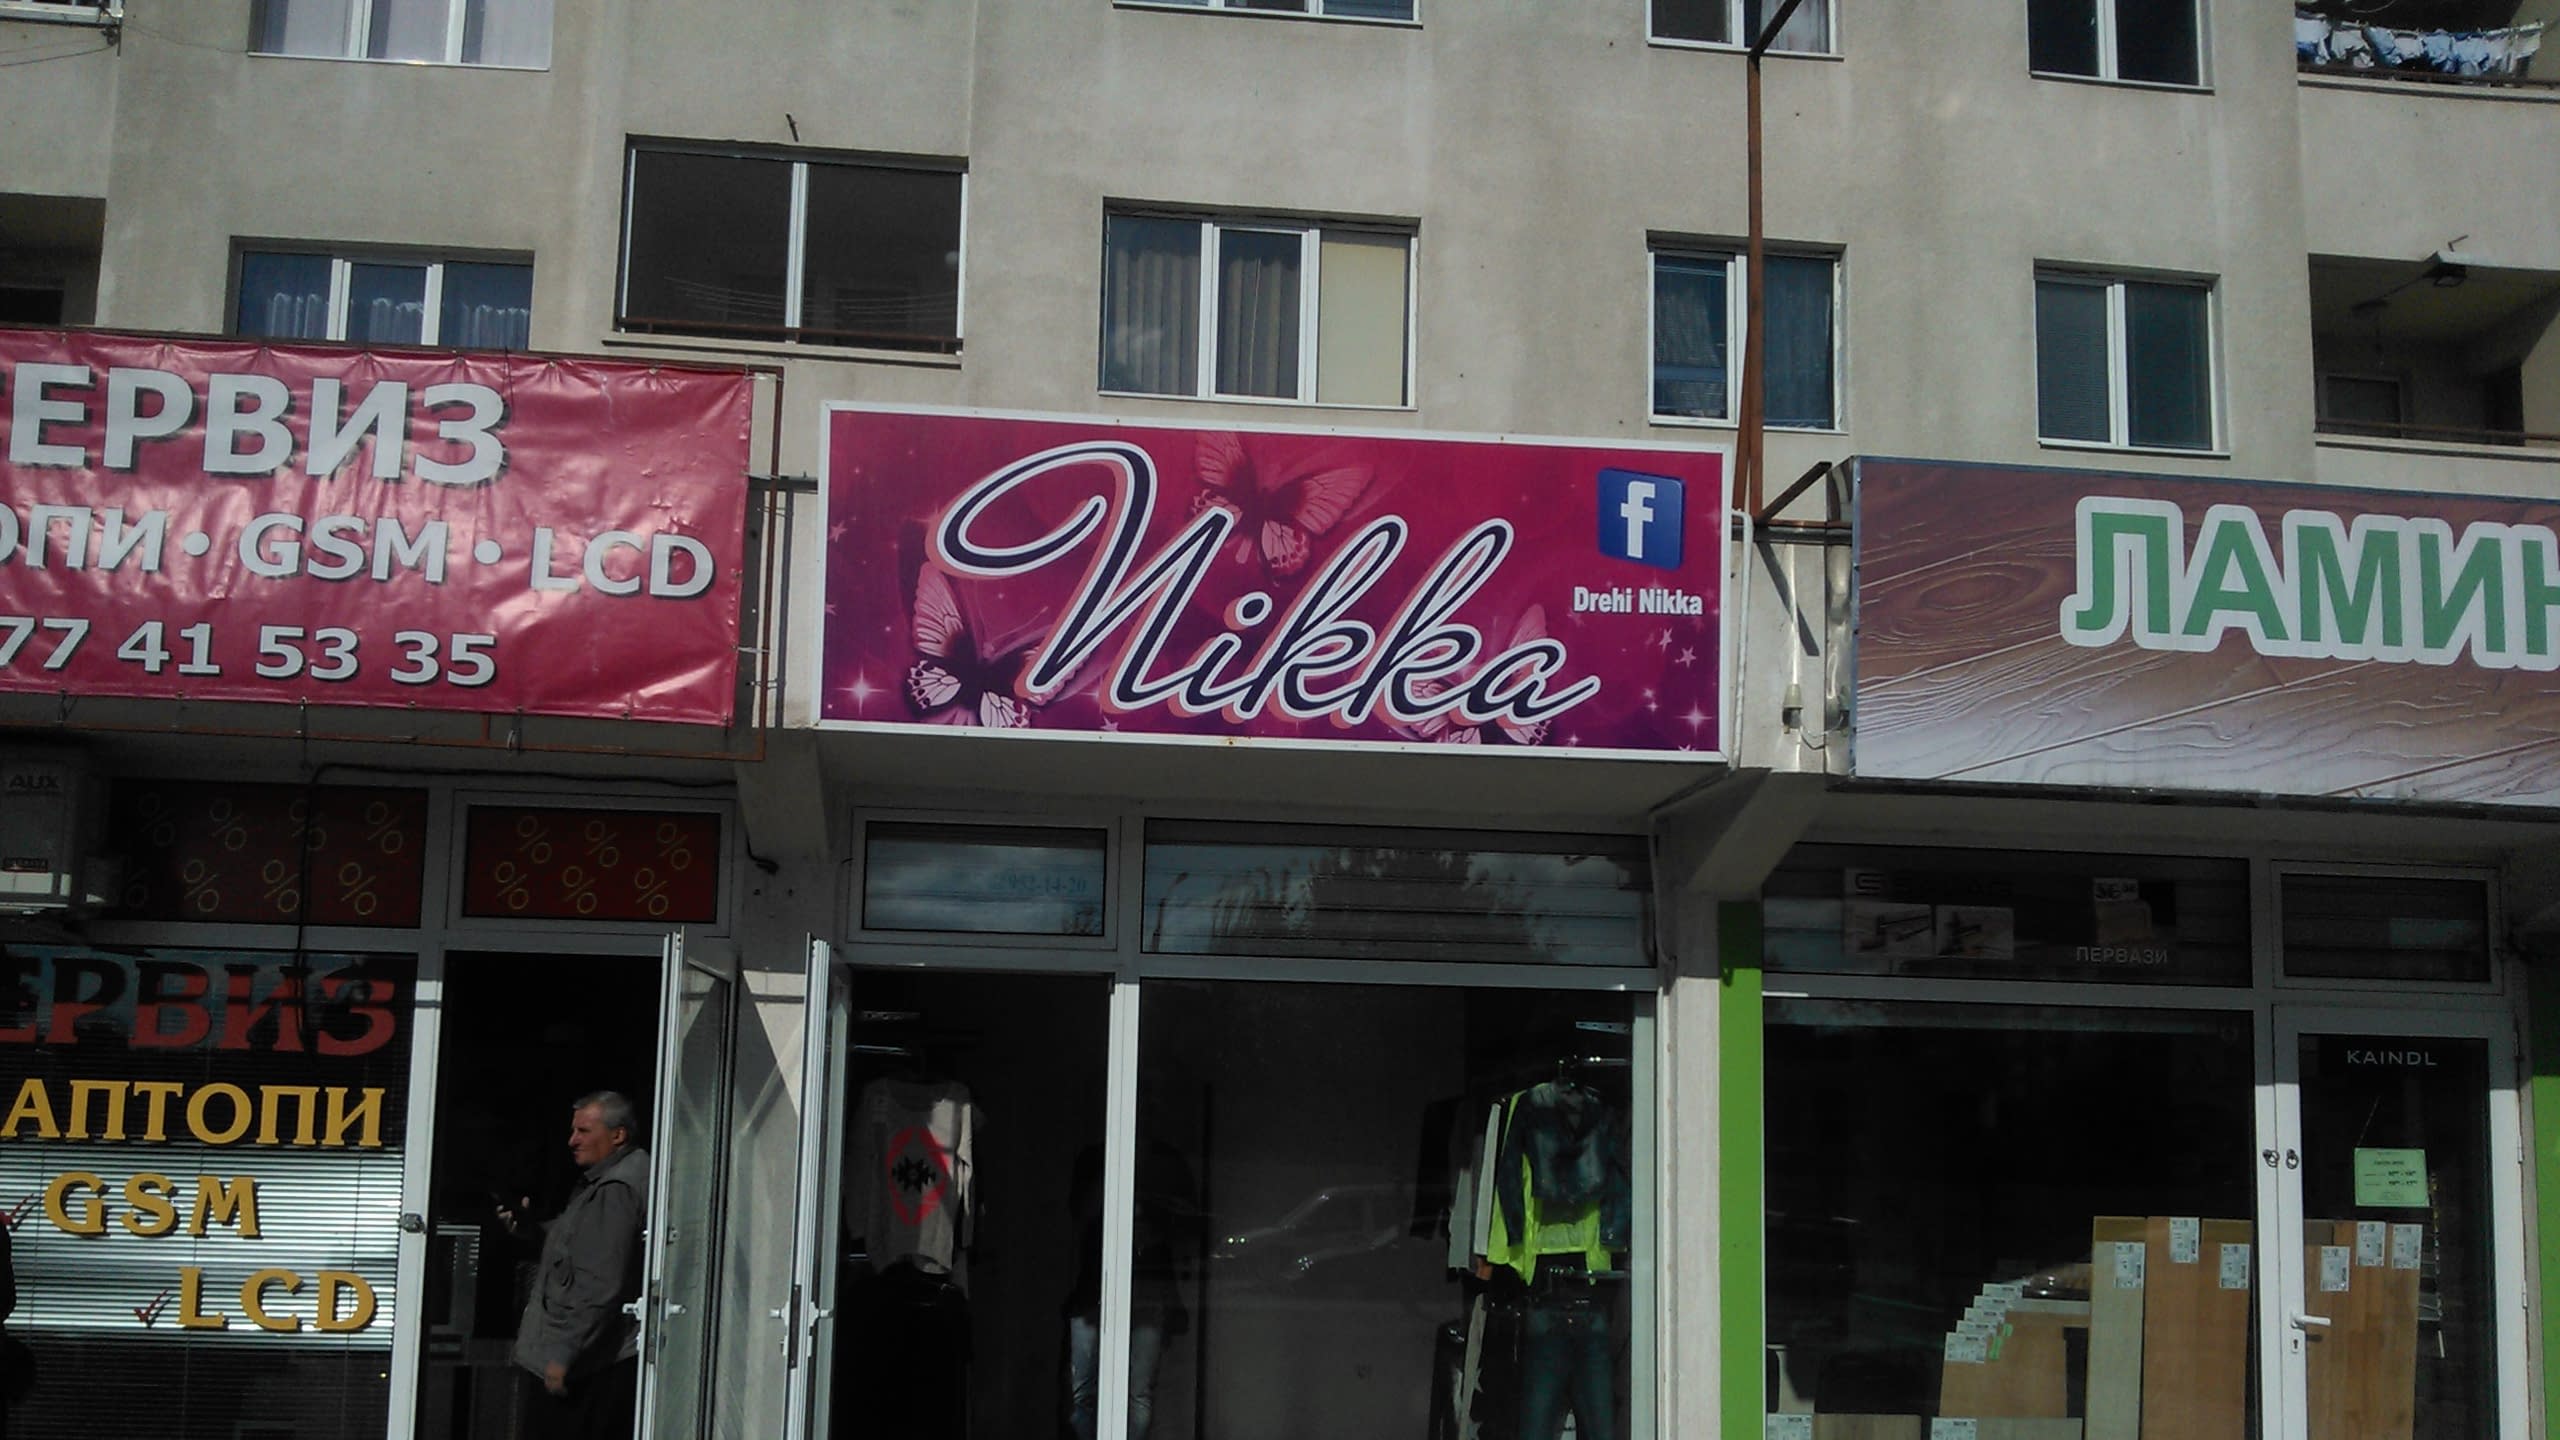 ЕРВИЗ
ОПИ • GSM • LCD
77 41 53 35
Nikka
f
Drehi Nikka
ЛАМИН
AUX
% % % % % % %
% % % % % %
ЕРВИЗ
АПТОПИ
GSM
LCD
ПЕРВАЗИ
KAINDL